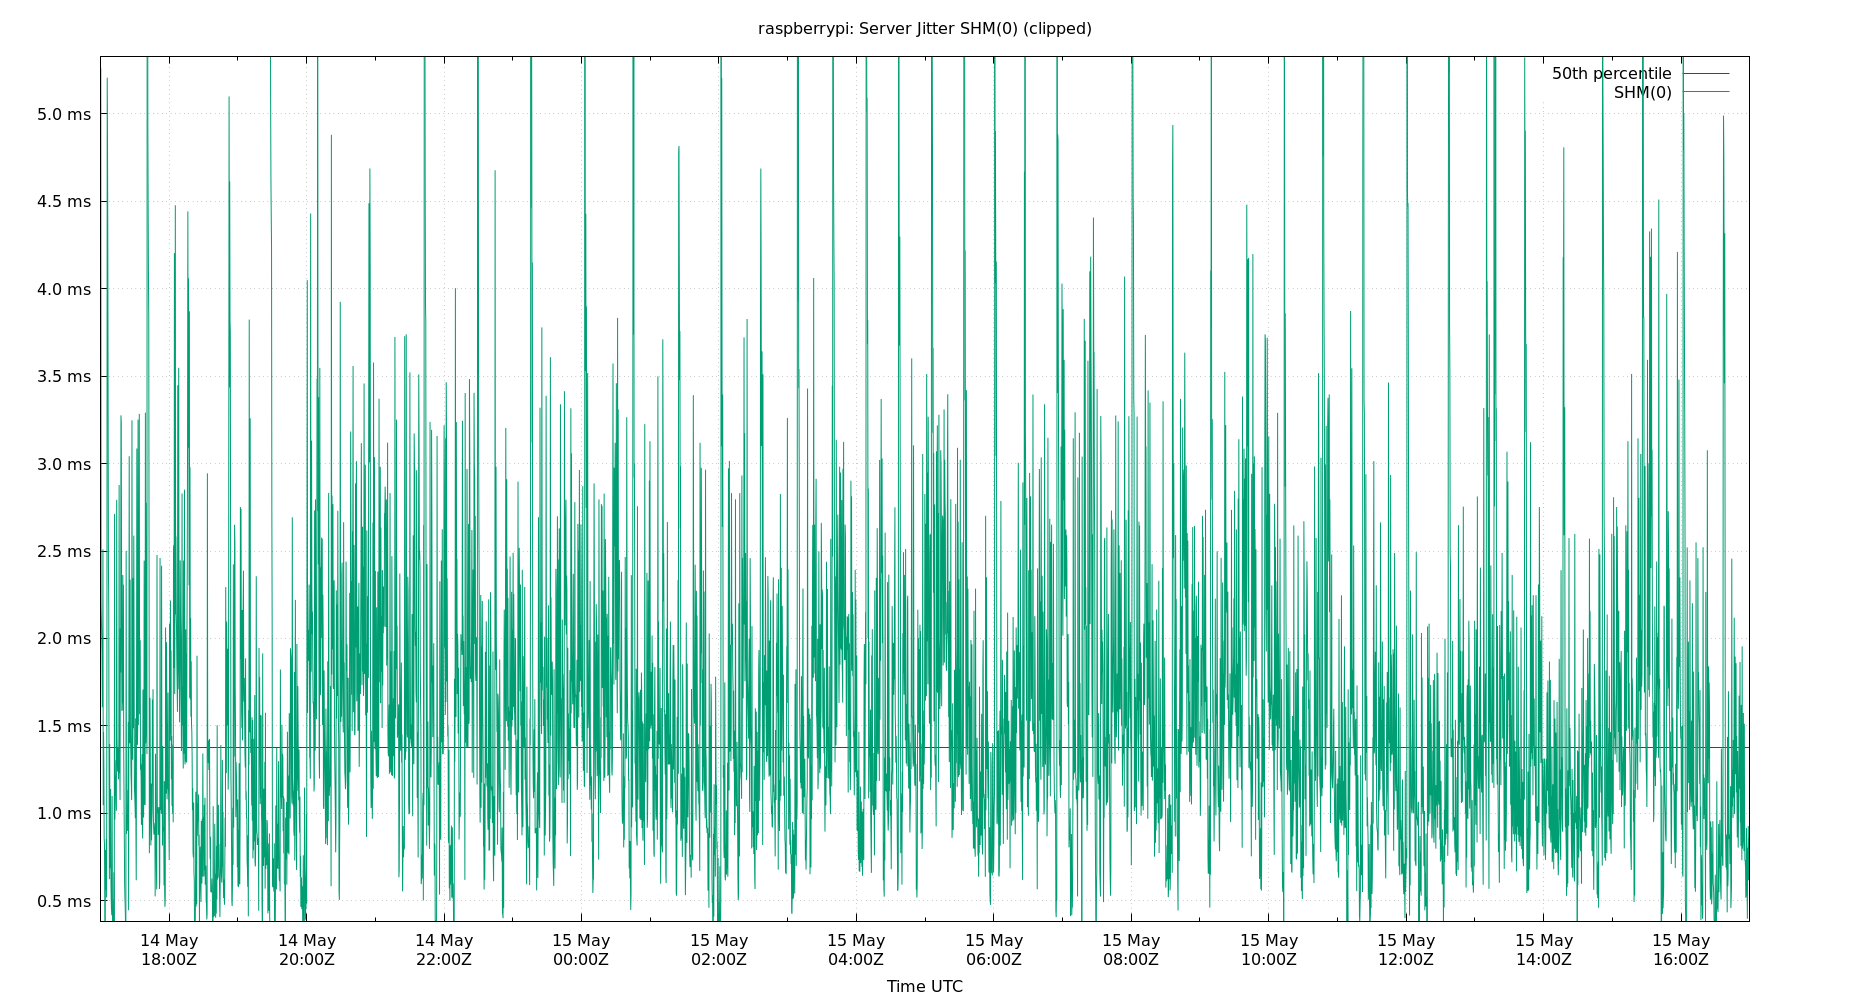 raspberrypi: Server Jitter SHM(0) (clipped)
50th percentile
SHM(0)
5.0 ms
4.5 ms
4.0 ms
3.5 ms
3.0 ms
2.5 ms
2.0 ms
1.5 ms
1.0 ms
0.5 ms
14 May 14 May 14 May 15 May 15 May 15 May 15 May 15 May 15 May 15 May 15 May 15 May
18:00Z 20:00Z 22:00Z 00:00Z 02:00Z 04:00Z 06:00Z 08:00Z 10:00Z 12:00Z 14:00Z 16:00Z
Time UTC